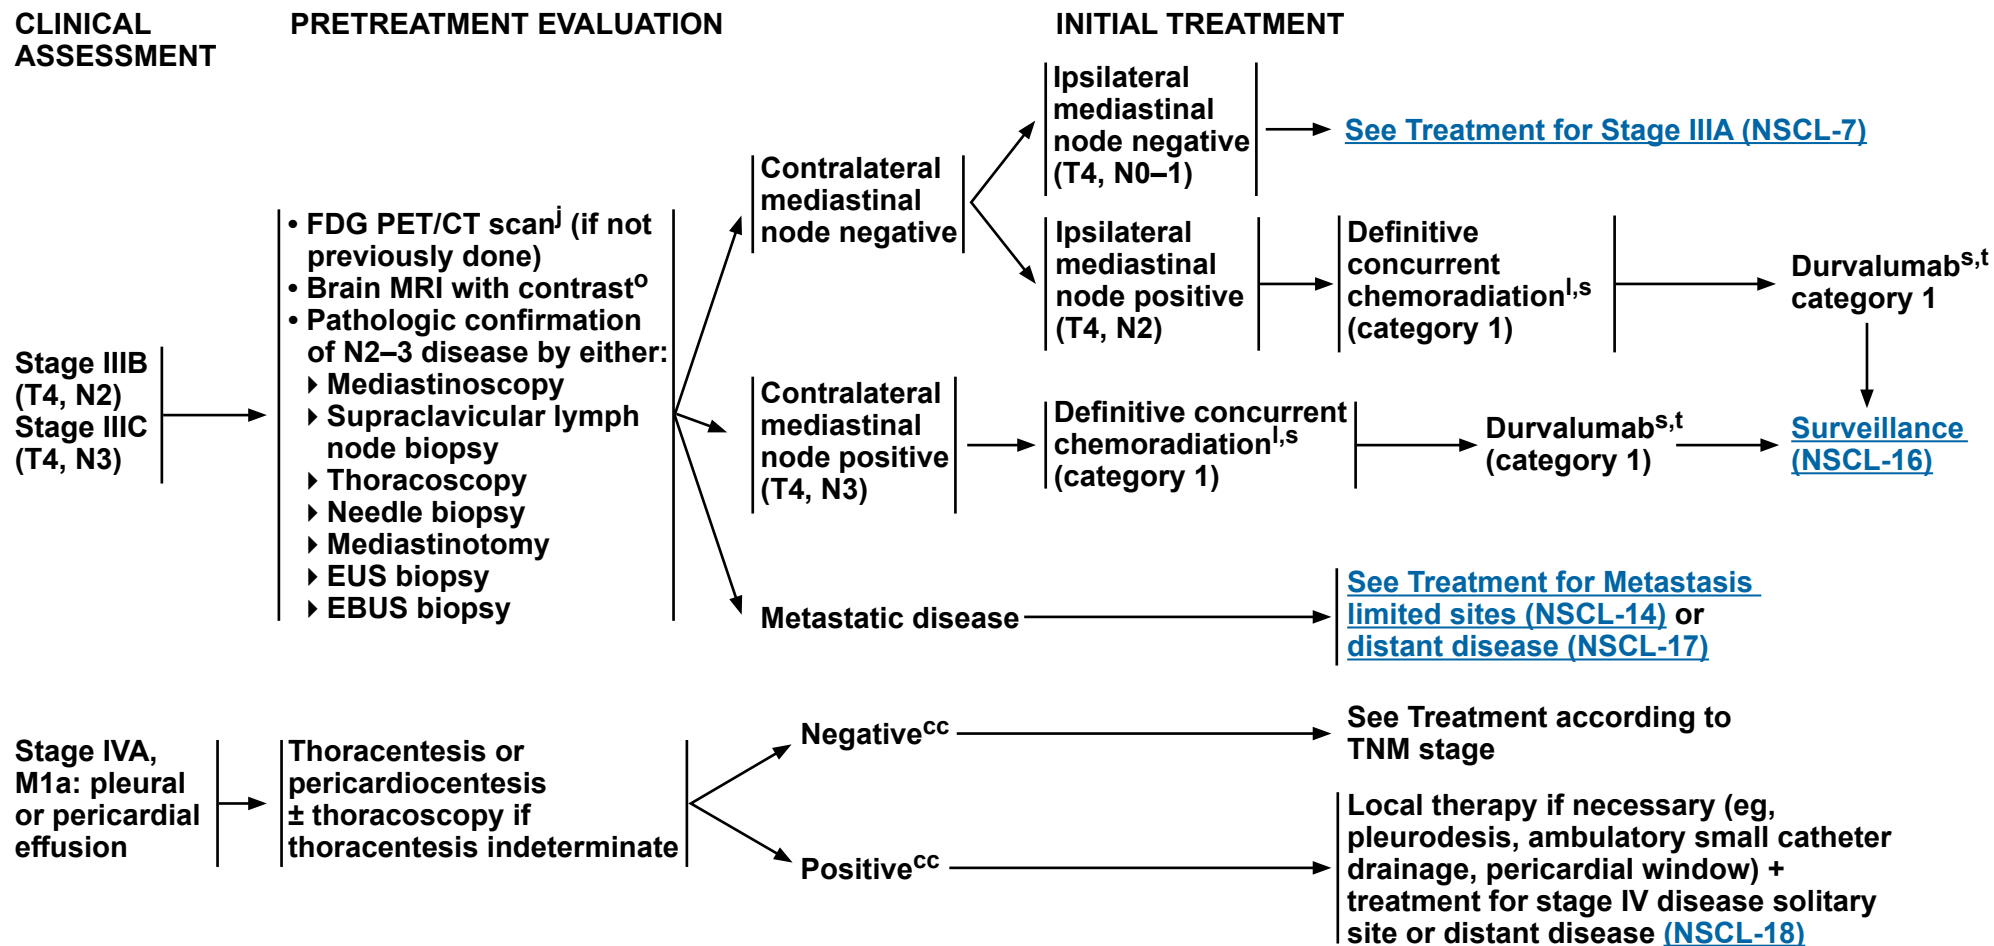 CLINICAL
ASSESSMENT
PRETREATMENT EVALUATION
INITIAL TREATMENT
Stage IIIB
(T4, N2)
Stage IIIC
(T4, N3)
• FDG PET/CT scanj (if not
previously done)
• Brain MRI with contrasto
• Pathologic confirmation
of N2–3 disease by either:
▸ Mediastinoscopy
▸ Supraclavicular lymph
node biopsy
▸ Thoracoscopy
▸ Needle biopsy
▸ Mediastinotomy
▸ EUS biopsy
▸ EBUS biopsy
Contralateral
mediastinal
node negative
Ipsilateral
mediastinal
node negative
(T4, N0–1)
See Treatment for Stage IIIA (NSCL-7)
Ipsilateral
mediastinal
node positive
(T4, N2)
Definitive
concurrent
chemoradiationl,s
(category 1)
Durvalumabs,t
category 1
Contralateral
mediastinal
node positive
(T4, N3)
Definitive concurrent
chemoradiationl,s
(category 1)
Durvalumabs,t
(category 1)
Surveillance
(NSCL-16)
Metastatic disease
See Treatment for Metastasis
limited sites (NSCL-14) or
distant disease (NSCL-17)
Stage IVA,
M1a: pleural
or pericardial
effusion
Thoracentesis or
pericardiocentesis
± thoracoscopy if
thoracentesis indeterminate
Negativecc
See Treatment according to
TNM stage
Positivecc
Local therapy if necessary (eg,
pleurodesis, ambulatory small catheter
drainage, pericardial window) +
treatment for stage IV disease solitary
site or distant disease (NSCL-18)